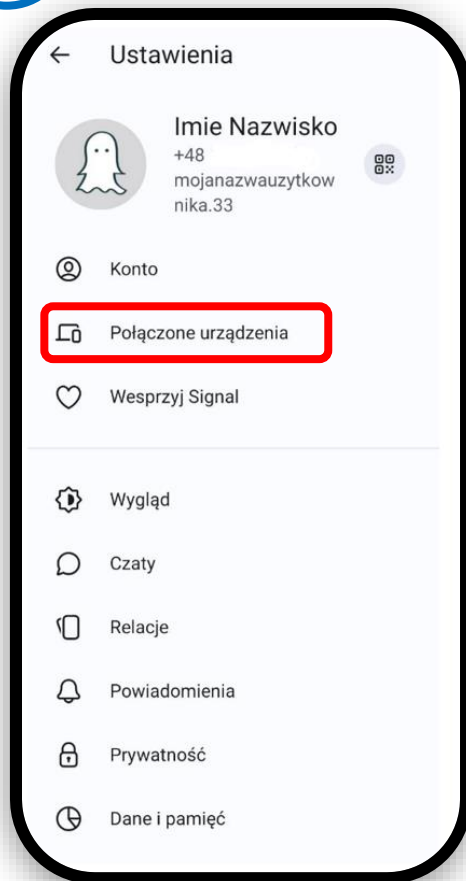 Ustawienia
Imie Nazwisko
+48
mojanazwauzytkow
nika.33
Konto
Połączone urządzenia
Wesprzyj Signal
Wygląd
Czaty
Relacje
Powiadomienia
Prywatność
Dane i pamięć